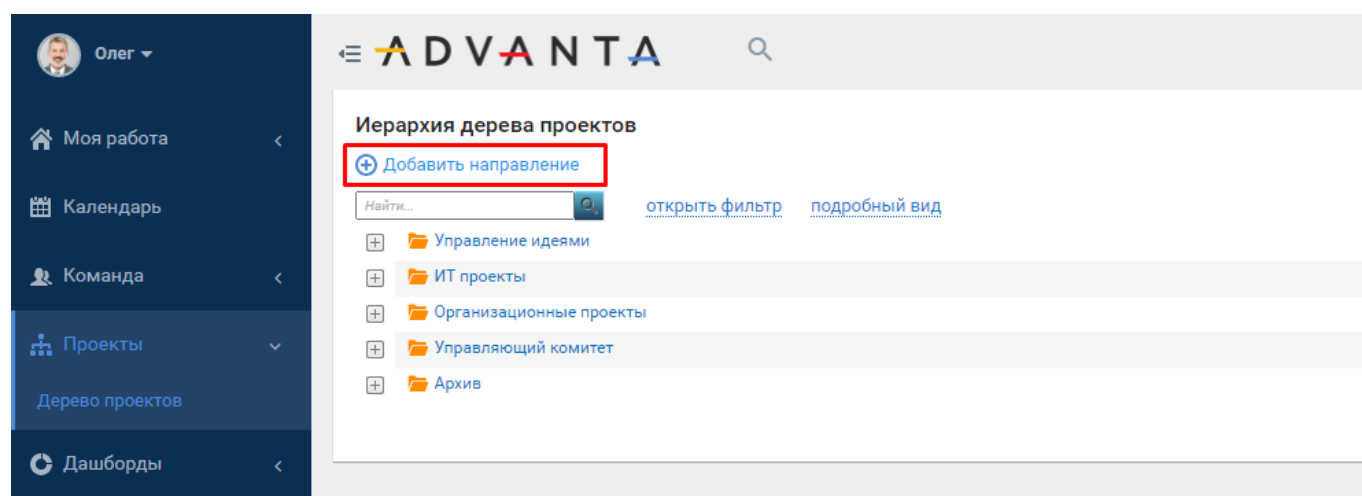 Олег
ADVANTA
Моя работа
Календарь
Команда
Проекты
Дерево проектов
Дашборды
Иерархия дерева проектов
Добавить направление
Найти...
открыть фильтр подробный вид
Управление идеями
ИТ проекты
Организационные проекты
Управляющий комитет
Архив